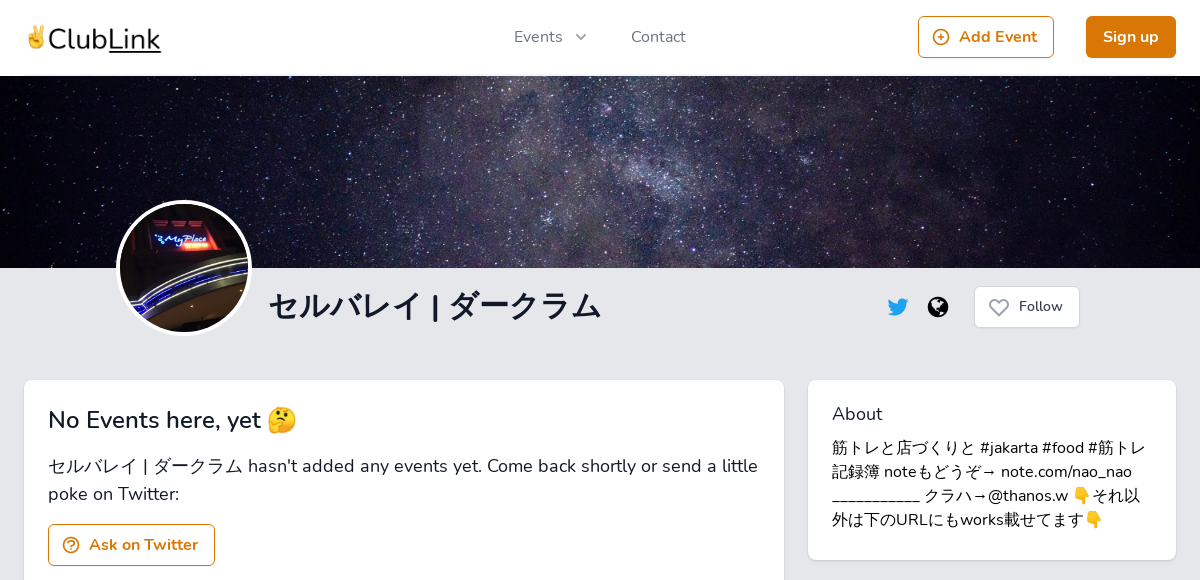 ✌ClubLink
Events
Contact
Add Event
Sign up
MyPlace
セルバレイ | ダークラム
Follow
No Events here, yet 🤔
セルバレイ | ダークラム hasn't added any events yet. Come back shortly or send a little
poke on Twitter:
Ask on Twitter
About
筋トレと店づくりと #jakarta #food #筋トレ
記録簿 noteもどうぞ→ note.com/nao_nao
___________ クラハ→@thanos.w 👇それ以
外は下のURLにもworks載せてます👇